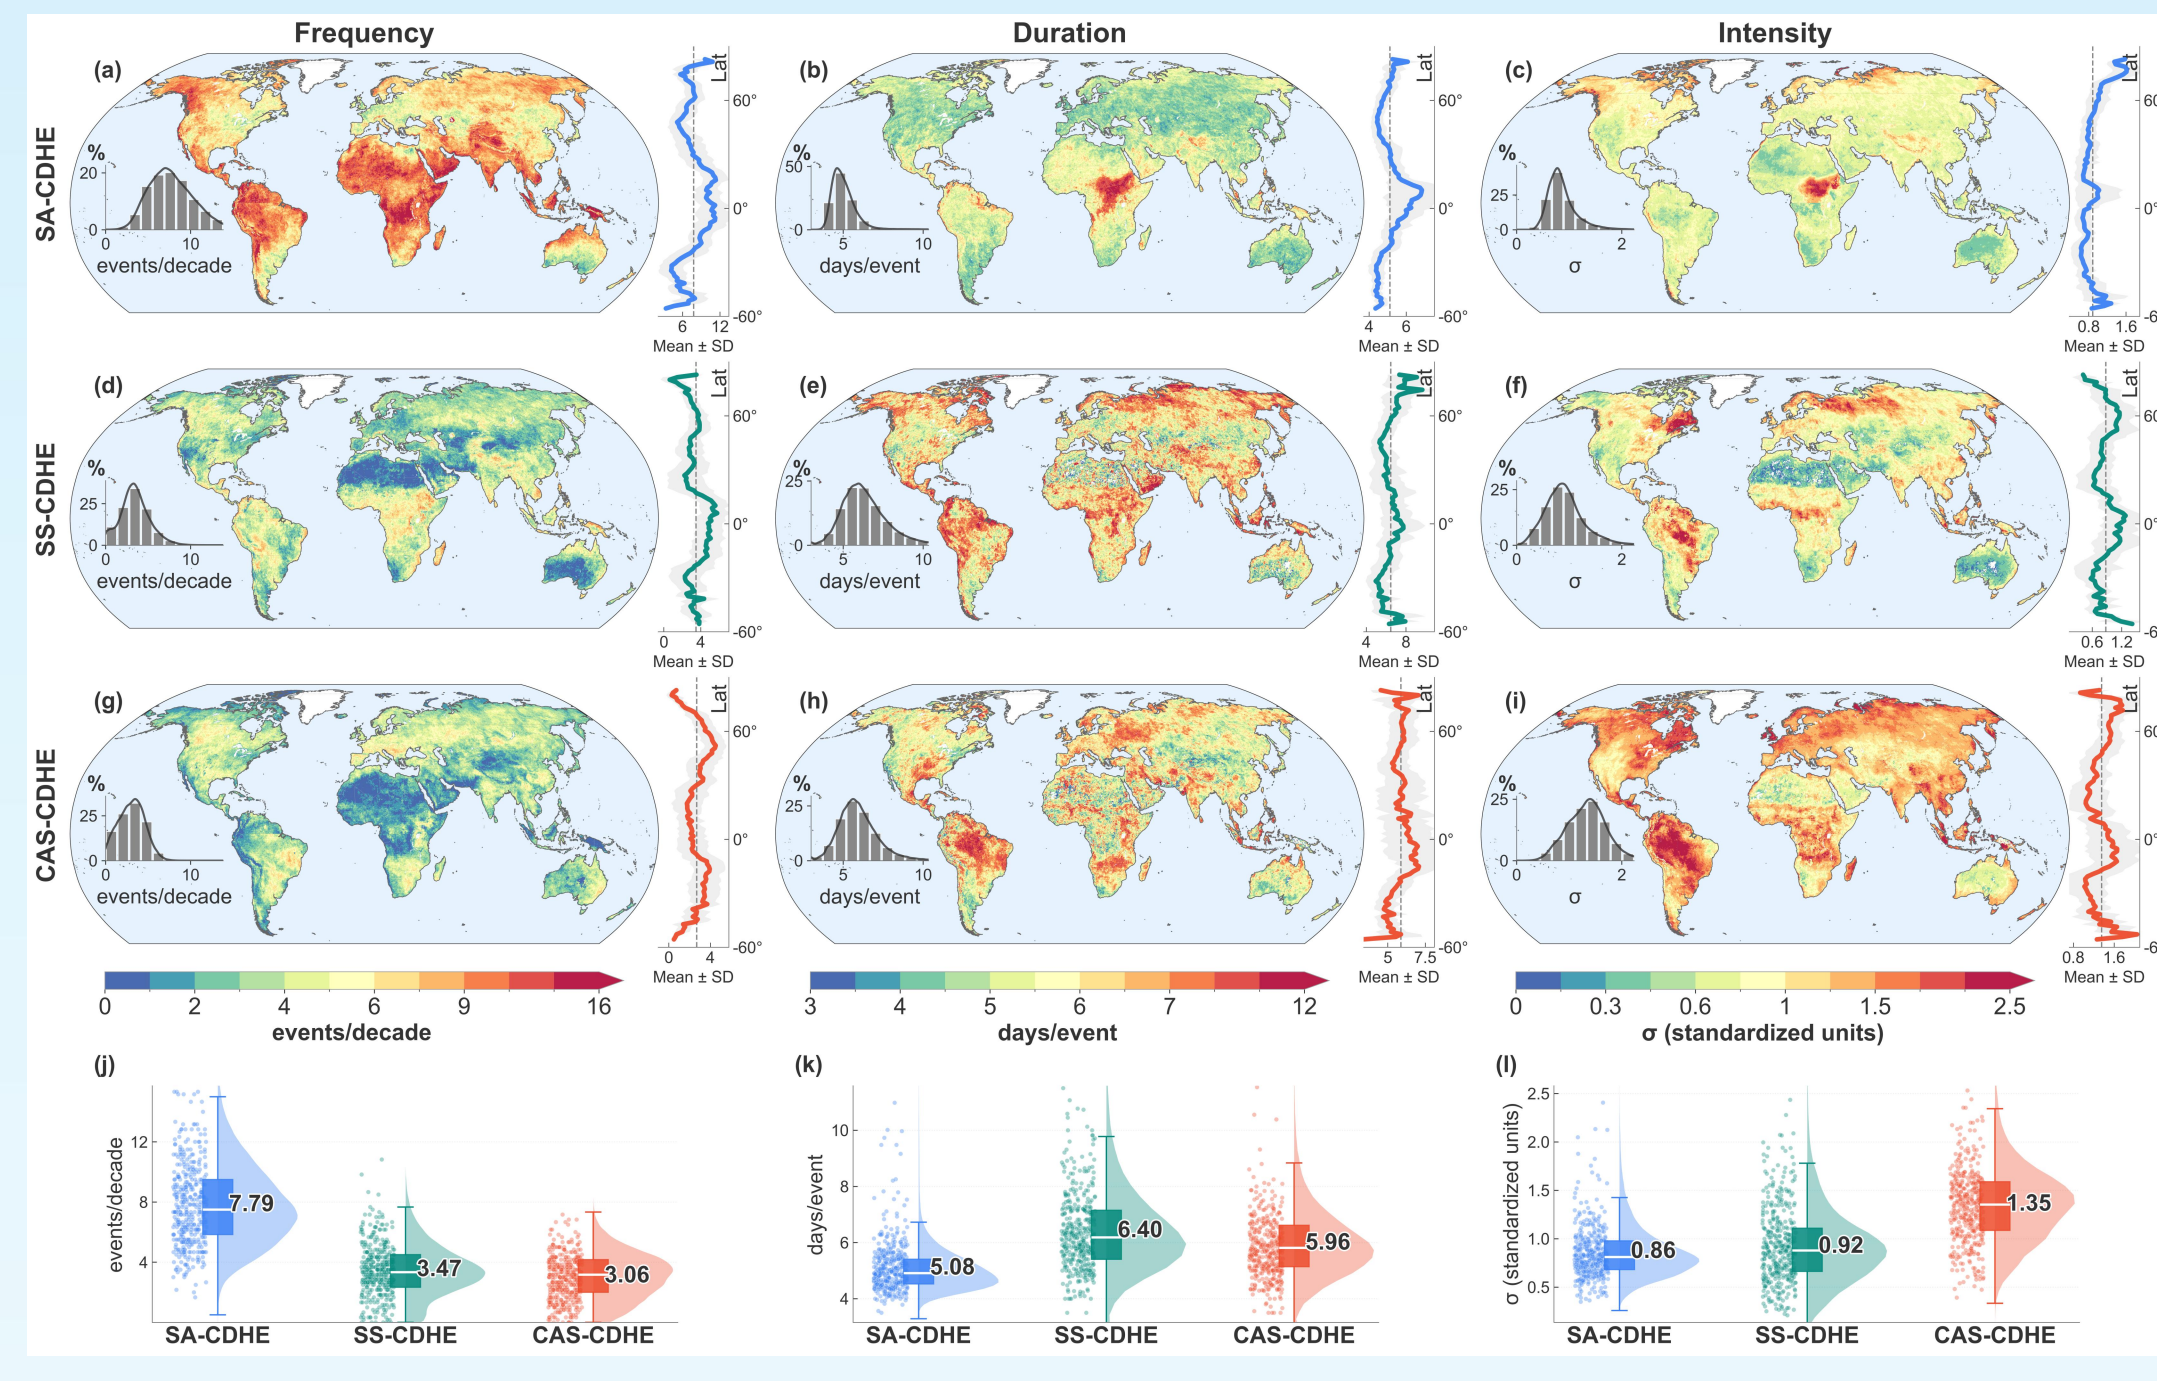 Frequency
Duration
Intensity
SA-CDHE
(a)
%
20
0
0 10
events/decade
Lat
60°
0°
-60°
6 12
Mean ± SD
(b)
%
50
0
5 10
days/event
Lat
60°
0°
-60°
4 6
Mean ± SD
(c)
%
25
0
0 2
σ
Lat
60
0°
-6
0.8 1.6
Mean ± SD
SS-CDHE
(d)
%
25
0
0 10
events/decade
Lat
60°
0°
-60°
0 4
Mean ± SD
(e)
%
25
0
5 10
days/event
Lat
60°
0°
-60°
4 8
Mean ± SD
(f)
%
25
0
0 2
σ
Lat
60
0°
-6
0.6 1.2
Mean ± SD
CAS-CDHE
(g)
%
25
0
0 10
events/decade
Lat
60°
0°
-60°
0 4
Mean ± SD
(h)
%
25
0
5 10
days/event
Lat
60°
0°
-60°
5 7.5
Mean ± SD
(i)
%
25
0
0 2
σ
Lat
60
0°
-6
0.8 1.6
Mean ± SD
0 2 4 6 9 16
events/decade
3 4 5 6 7 12
days/event
0 0.3 0.6 1 1.5 2.5
σ (standardized units)
(j)
events/decade
12
8
4
7.79
3.47
3.06
SA-CDHE SS-CDHE CAS-CDHE
(k)
days/event
10
8
6
4
5.08
6.40
5.96
SA-CDHE SS-CDHE CAS-CDHE
(l)
σ (standardized units)
2.5
2.0
1.5
1.0
0.5
0.86
0.92
1.35
SA-CDHE SS-CDHE CAS-CDHE